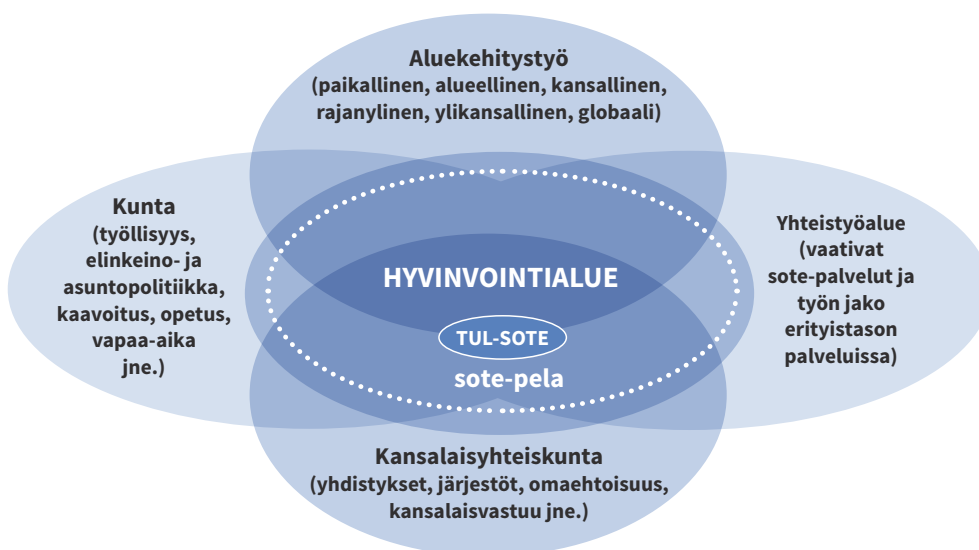 Aluekehitystyö
(paikallinen, alueellinen, kansallinen,
rajanylinen, ylikansallinen, globaali)
Kunta
(työllisyys,
elinkeino- ja
asuntopolitiikka,
kaavoitus, opetus,
vapaa-aika
jne.)
HYVINVOINTIALUE
TUL-SOTE
sote-pela
Yhteistyöalue
(vaativat
sote-palvelut ja
työn jako
erityistason
palveluissa)
Kansalaisyhteiskunta
(yhdistykset, järjestöt, omaehtoisuus,
kansalaisvastuu jne.)